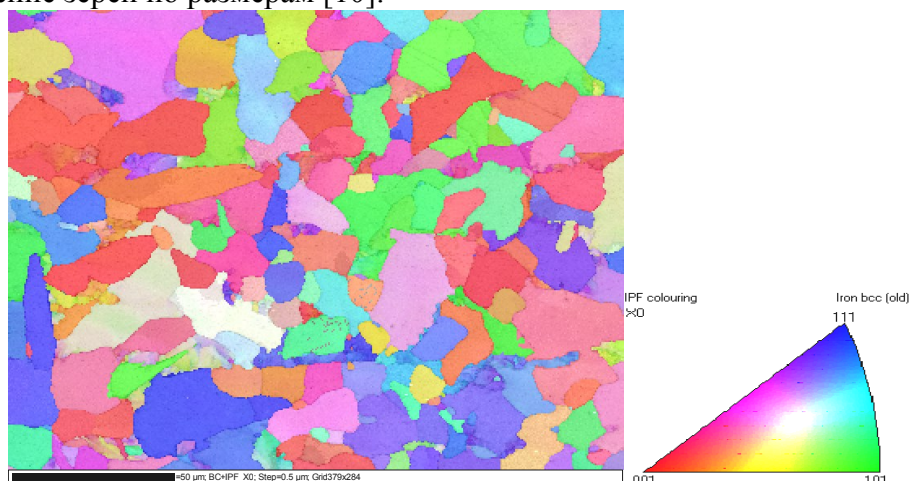 ение зерен по размерам [10].
IPF colouring
X0
Iron bcc (old)
111
001
101
=50 µm; BC+IPF X0; Step=0.5 µm; Grid379x284